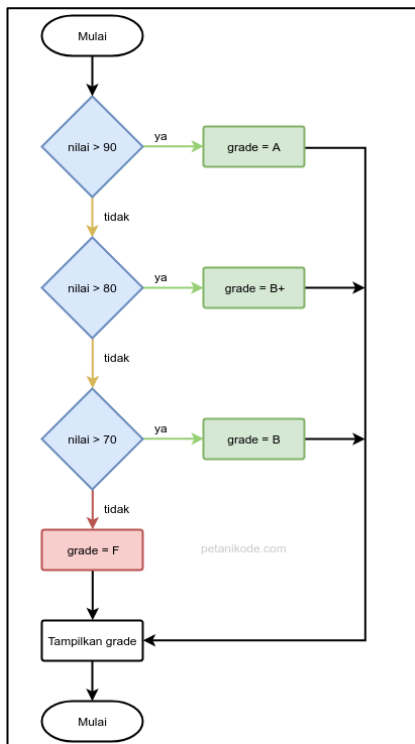 Mulai
nilai > 90
ya
grade = A
tidak
nilai > 80
ya
grade = B+
tidak
nilai > 70
ya
grade = B
tidak
grade = F
petanikode.com
Tampilkan grade
Mulai